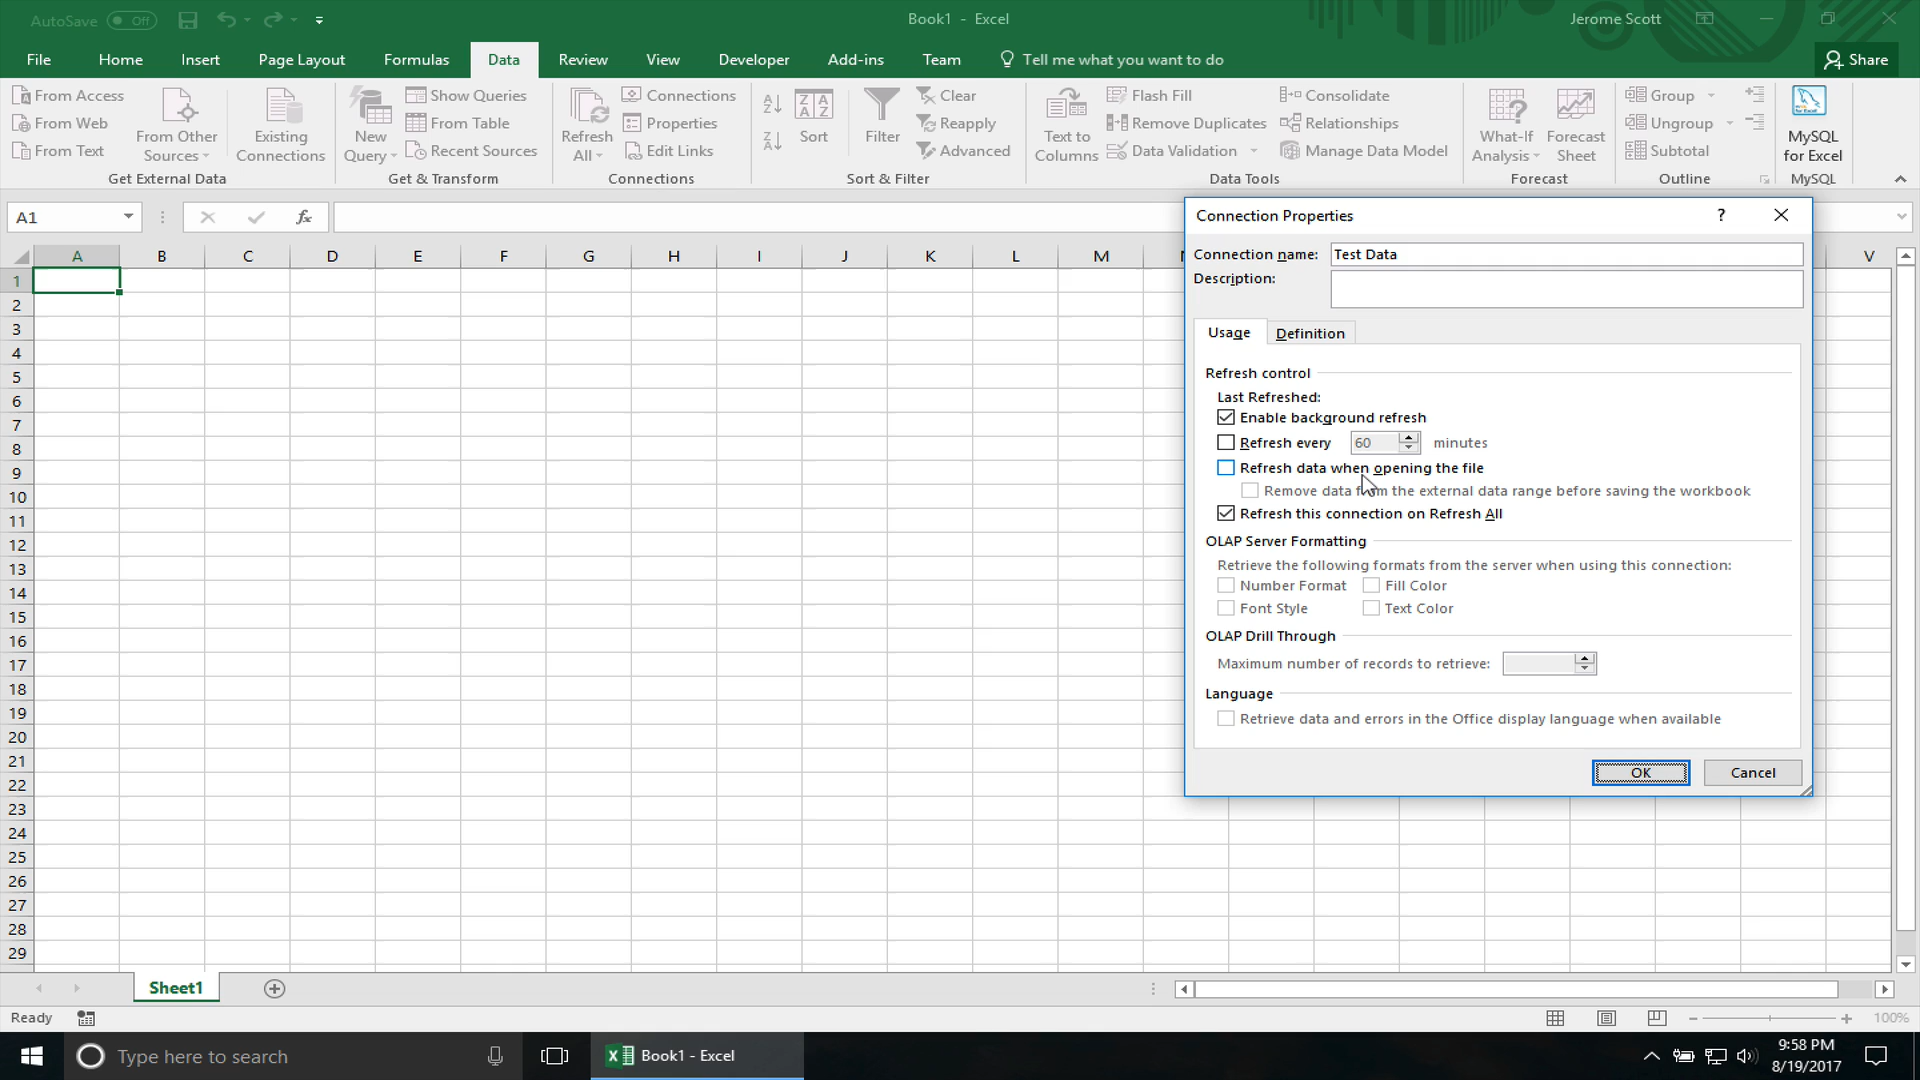 AutoSave Off Book1 - Excel Jerome Scott
File Home Insert Page Layout Formulas Data Review View Developer Add-ins Team Tell me what you want to do Share
From Access
From Web
From Text
From Other
Sources
Existing
Connections
Get External Data
New
Query
Show Queries
From Table
Recent Sources
Get & Transform
Refresh
All
Connections
Properties
Edit Links
Connections
Sort
Filter
Clear
Reapply
Advanced
Sort & Filter
Text to
Columns
Flash Fill
Remove Duplicates
Data Validation
Consolidate
Relationships
Manage Data Model
Data Tools
What-If
Analysis
Forecast
Sheet
Forecast
Group
Ungroup
Subtotal
Outline
MySQL
for Excel
MySQL
A1 fx
A B C D E F G H I J K L M V
1
2
3
4
5
6
7
8
9
10
11
12
13
14
15
16
17
18
19
20
21
22
23
24
25
26
27
28
29
Connection Properties ?
Connection name: Test Data
Description:
Usage Definition
Refresh control
Last Refreshed:
Enable background refresh
Refresh every 60 minutes
Refresh data when opening the file
Remove data from the external data range before saving the workbook
Refresh this connection on Refresh All
OLAP Server Formatting
Retrieve the following formats from the server when using this connection:
Number Format Fill Color
Font Style Text Color
OLAP Drill Through
Maximum number of records to retrieve:
Language
Retrieve data and errors in the Office display language when available
OK Cancel
Sheet1
Ready 100%
Type here to search Book1 - Excel 9:58 PM
8/19/2017